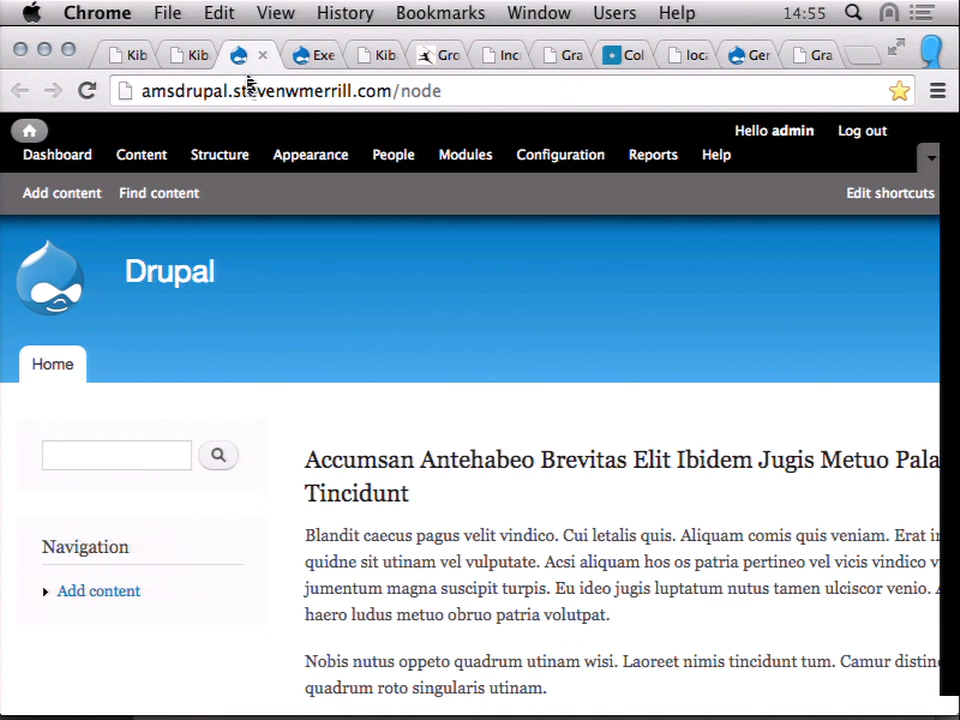 Chrome File Edit View History Bookmarks Window Users Help 14:55
Kib Kib Exe Kib Gro Inc Gra Col loca Ger Gra
amsdrupal.stevenwmerrill.com/node
Hello admin Log out
Dashboard Content Structure Appearance People Modules Configuration Reports Help
Add content Find content Edit shortcuts
Drupal
Home
Accumsan Antehabeo Brevitas Elit Ibidem Jugis Metuo Pala
Tincidunt
Blandit caecus pagus velit vindico. Cui letalis quis. Aliquam comis quis veniam. Erat in
quidne sit utinam vel vulputate. Acsi aliquam hos os patria pertineo vel vicis vindico v
jumentum magna suscipit turpis. Eu ideo jugis luptatum nutus tamen ulciscor venio. A
haero ludus metuo obruo patria volutpat.
Navigation
Add content
Nobis nutus oppeto quadrum utinam wisi. Laoreet nimis tincidunt tum. Camur distinc
quadrum roto singularis utinam.